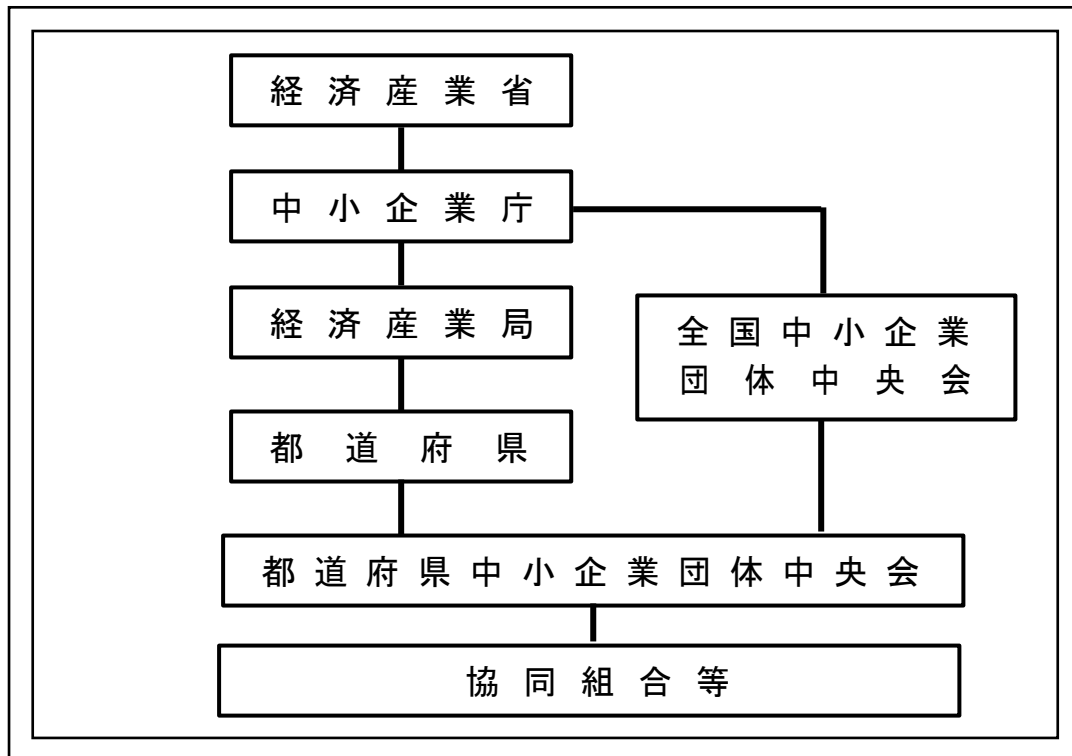 経済産業省
中小企業庁
経済産業局
全国中小企業
団体中央会
都道府県
都道府県中小企業団体中央会
協同組合等